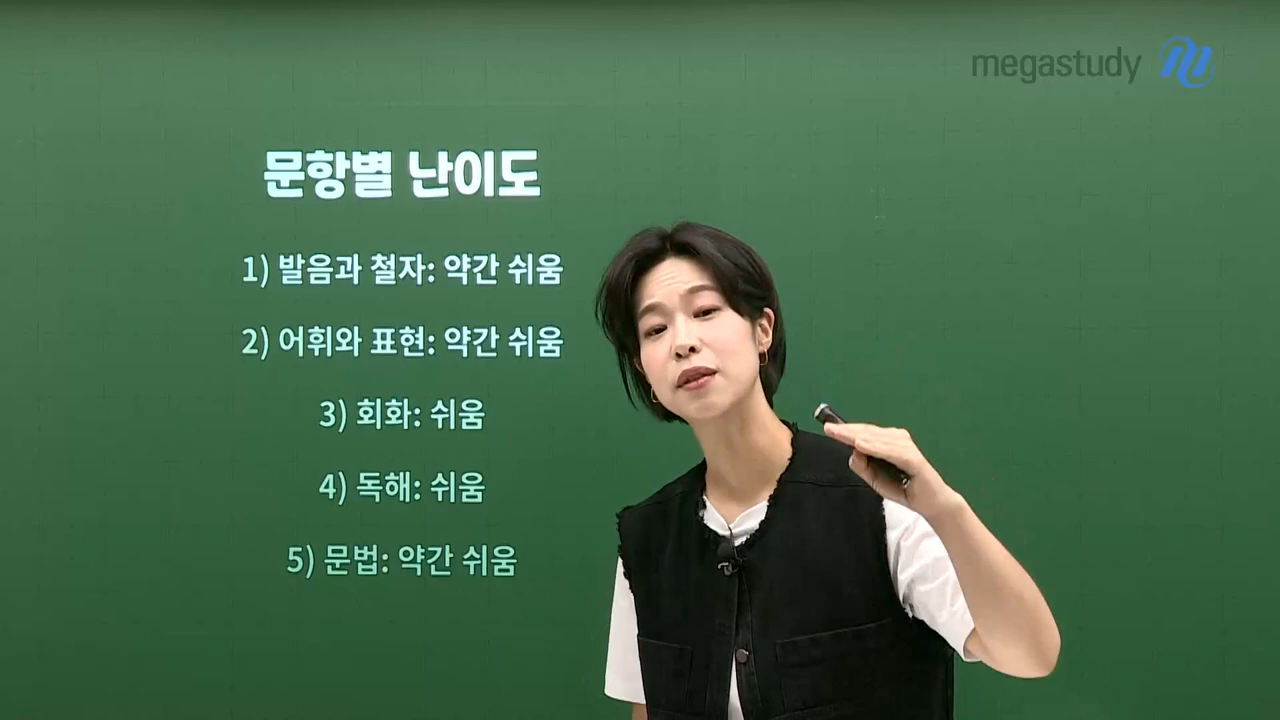 megastudy
문항별 난이도
1) 발음과 철자: 약간 쉬움
2) 어휘와 표현: 약간 쉬움
3) 회화: 쉬움
4) 독해: 쉬움
5) 문법: 약간 쉬움